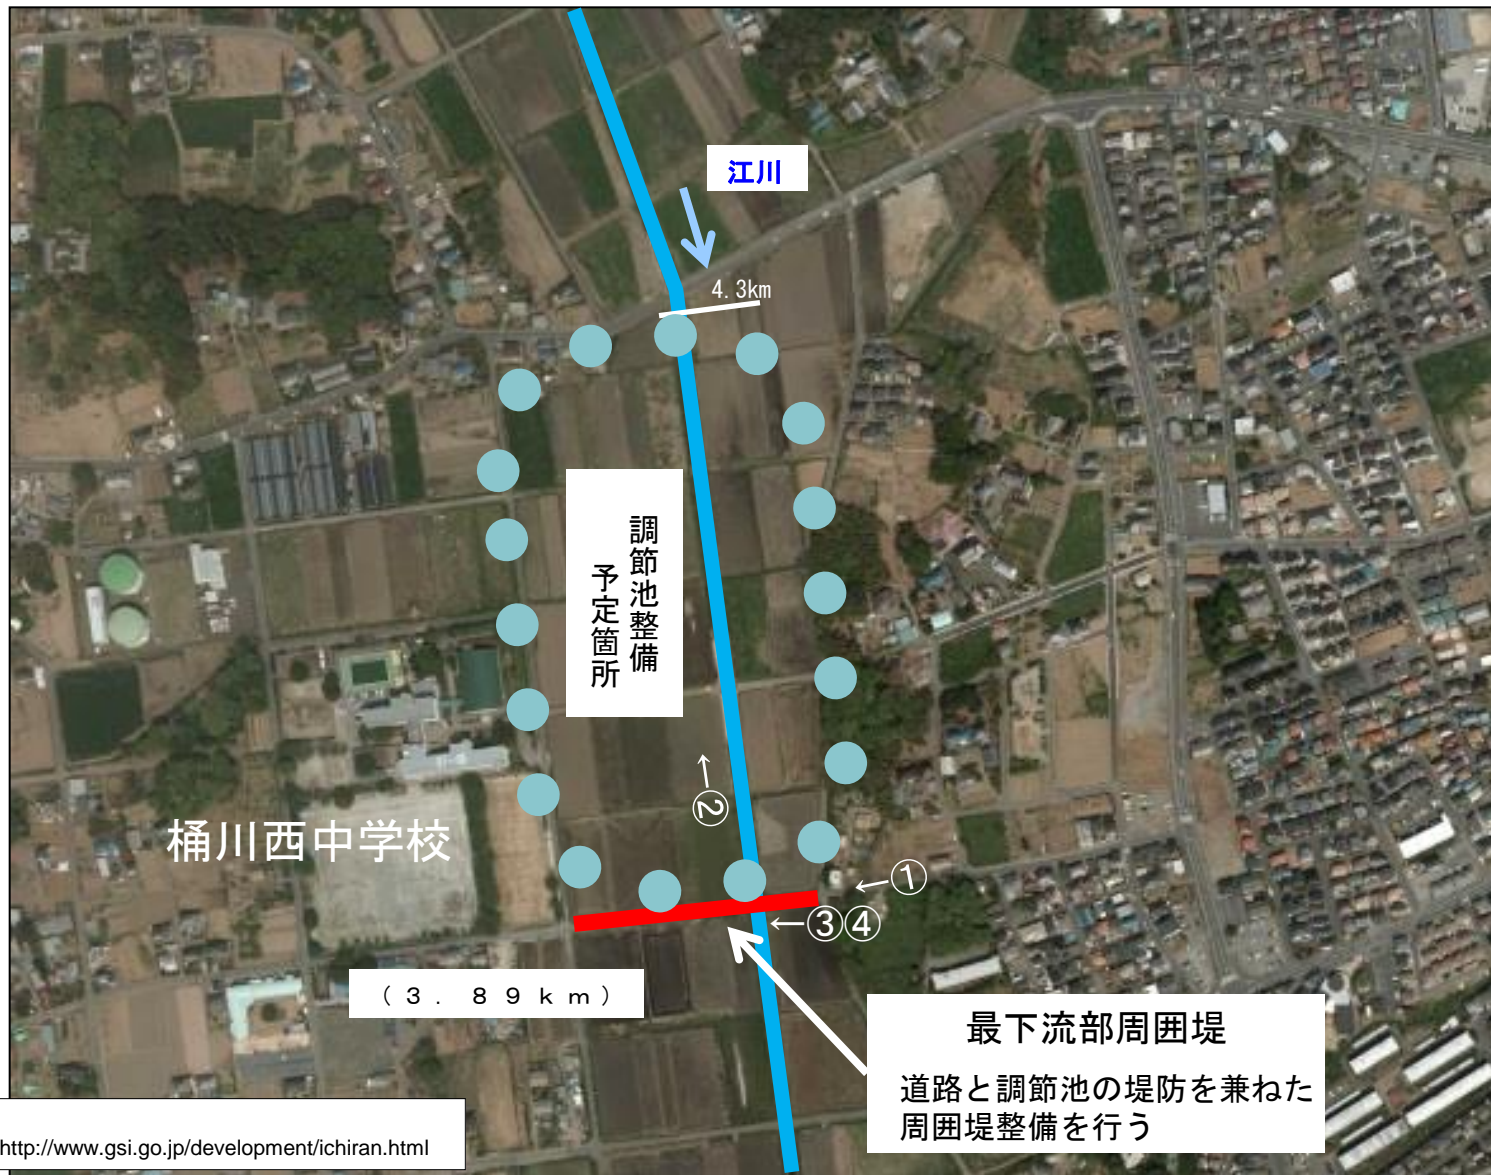 江川
4.3km
調節池整備
予定箇所
←②
桶川西中学校
←①
←③④
(3.89km)
最下流部周囲堤
道路と調節池の堤防を兼ねた
周囲堤整備を行う
http://www.gsi.go.jp/development/ichiran.html